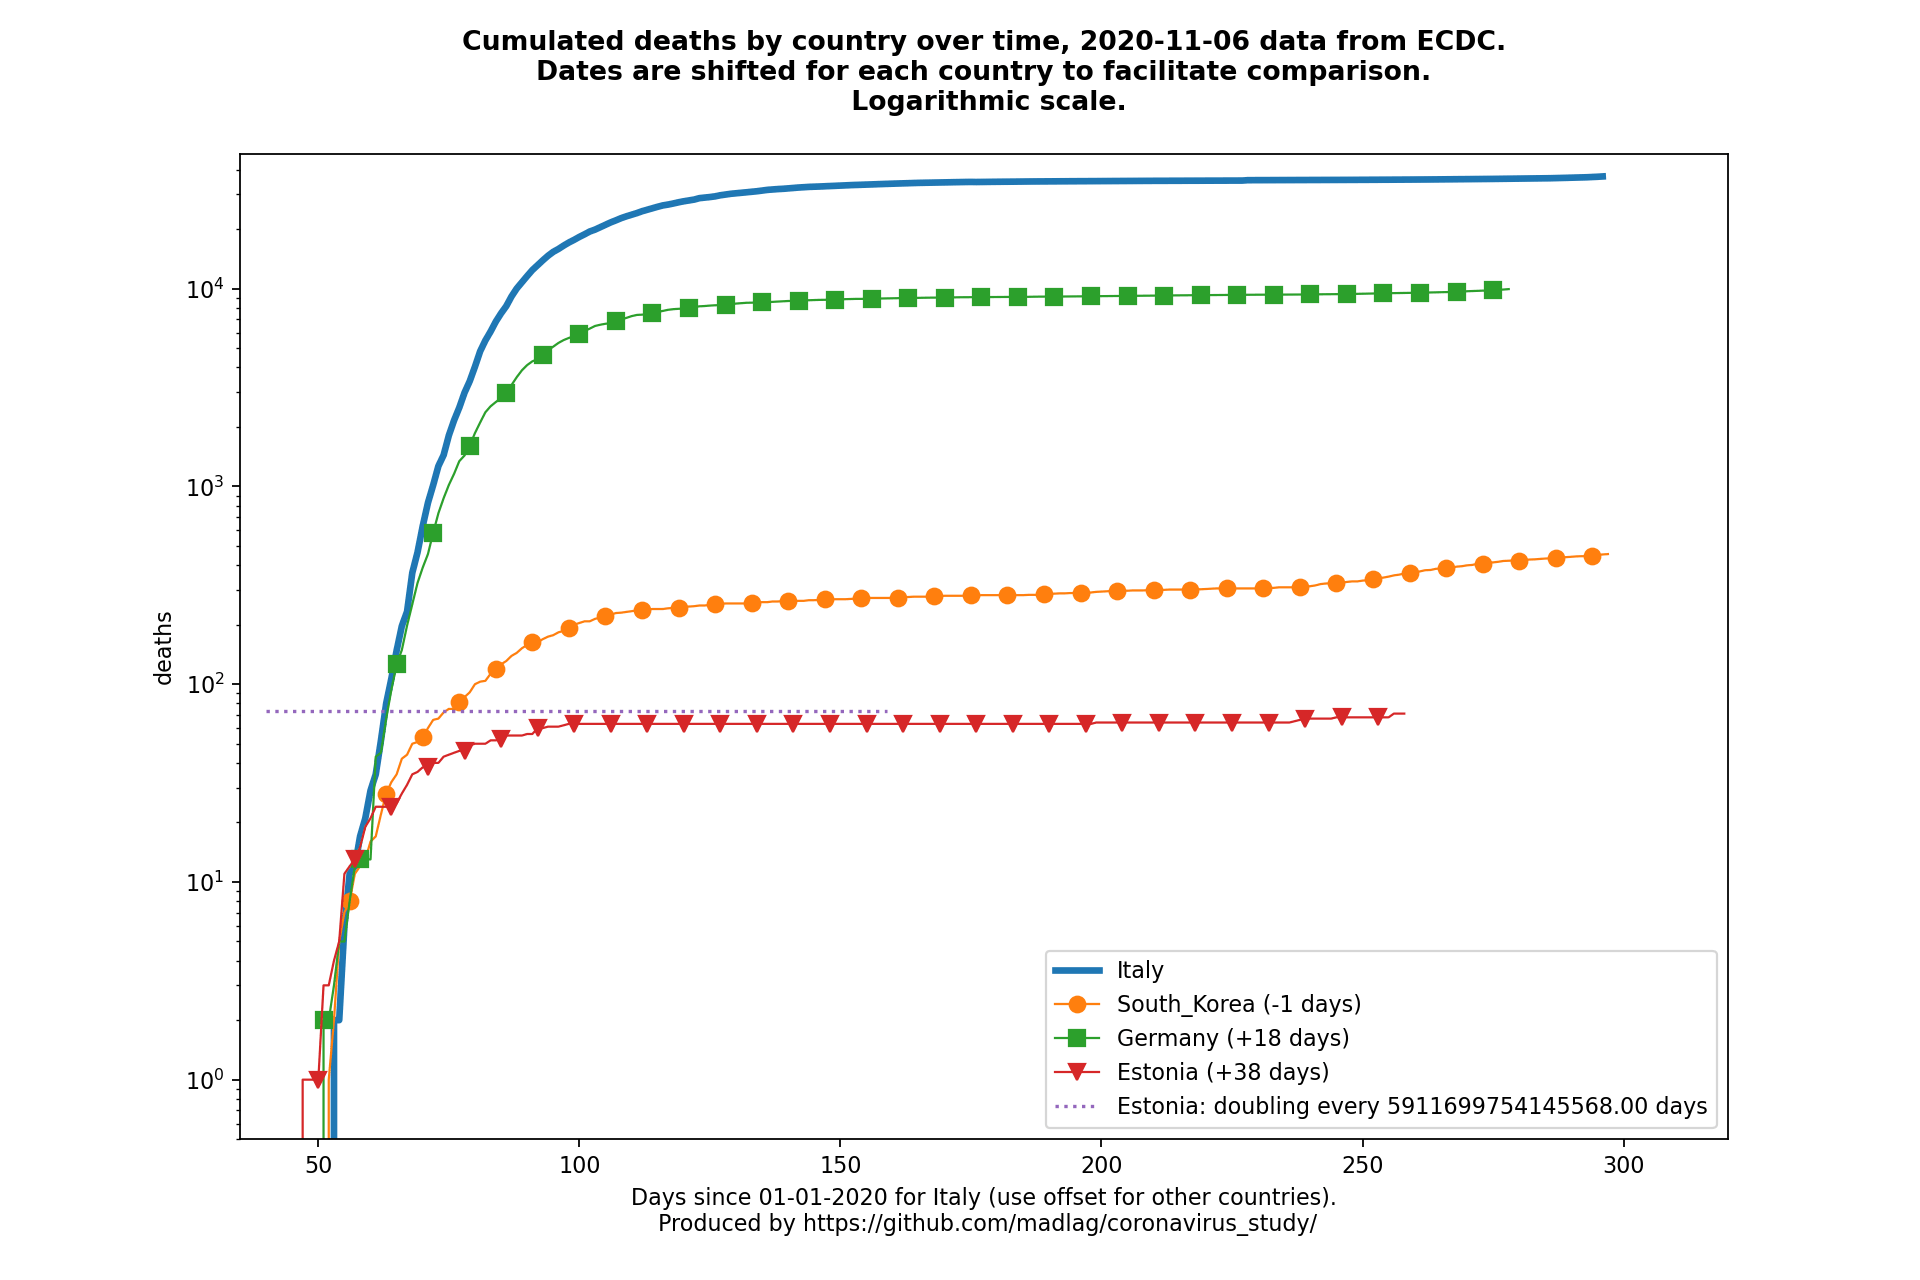 Cumulated deaths by country over time, 2020-11-06 data from ECDC.
Dates are shifted for each country to facilitate comparison.
Logarithmic scale.
deaths
10^4
10^3
10^2
10^1
10^0
50 100 150 200 250 300
Italy
South_Korea (-1 days)
Germany (+18 days)
Estonia (+38 days)
Estonia: doubling every 5911699754145568.00 days
Days since 01-01-2020 for Italy (use offset for other countries).
Produced by https://github.com/madlag/coronavirus_study/